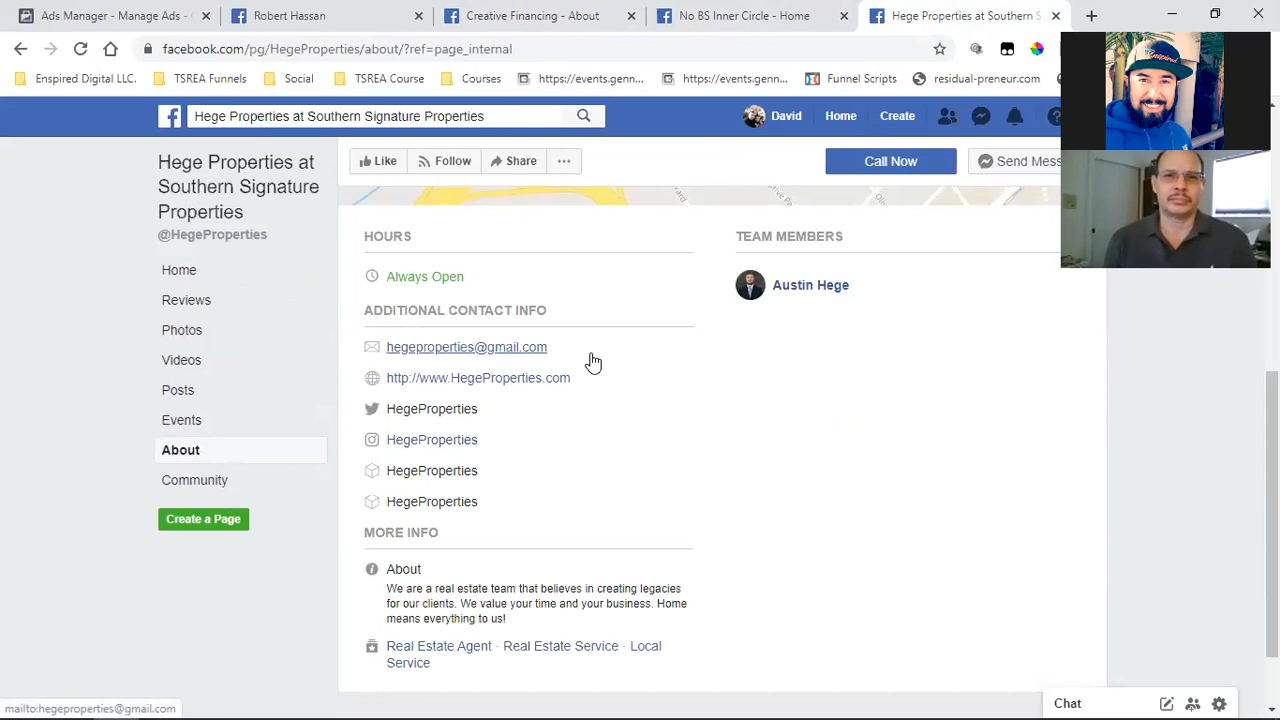 Ads Manager - Manage Ads - C
Robert Hassan
Creative Financing - About
No BS Inner Circle - Home
Hege Properties at Southern S
facebook.com/pg/HegeProperties/about/?ref=page_internal
Enspired Digital LLC.
TSREA Funnels
Social
TSREA Course
Courses
https://events.genn...
https://events.genn...
Funnel Scripts
residual-preneur.com
Hege Properties at Southern Signature Properties
David
Home
Create
Hege Properties at
Southern Signature
Properties
@HegeProperties
Like
Follow
Share
Call Now
Send Mess
Home
Reviews
Photos
Videos
Posts
Events
About
Community
Create a Page
HOURS
Always Open
ADDITIONAL CONTACT INFO
hegeproperties@gmail.com
http://www.HegeProperties.com
HegeProperties
HegeProperties
HegeProperties
HegeProperties
MORE INFO
About
We are a real estate team that believes in creating legacies
for our clients. We value your time and your business. Home
means everything to us!
Real Estate Agent · Real Estate Service · Local
Service
TEAM MEMBERS
Austin Hege
mailto:hegeproperties@gmail.com
Chat